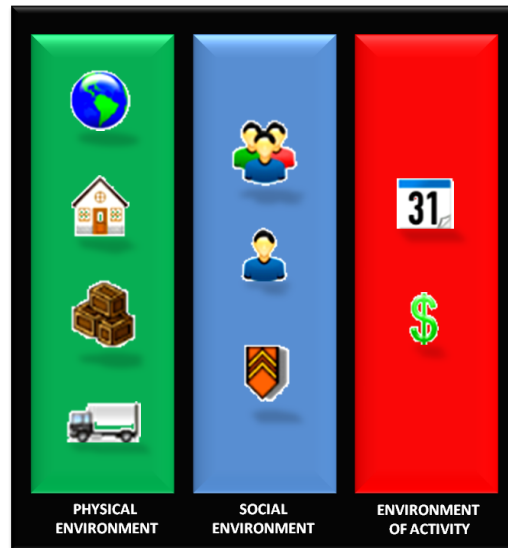 31
$
PHYSICAL
ENVIRONMENT
SOCIAL
ENVIRONMENT
ENVIRONMENT
OF ACTIVITY